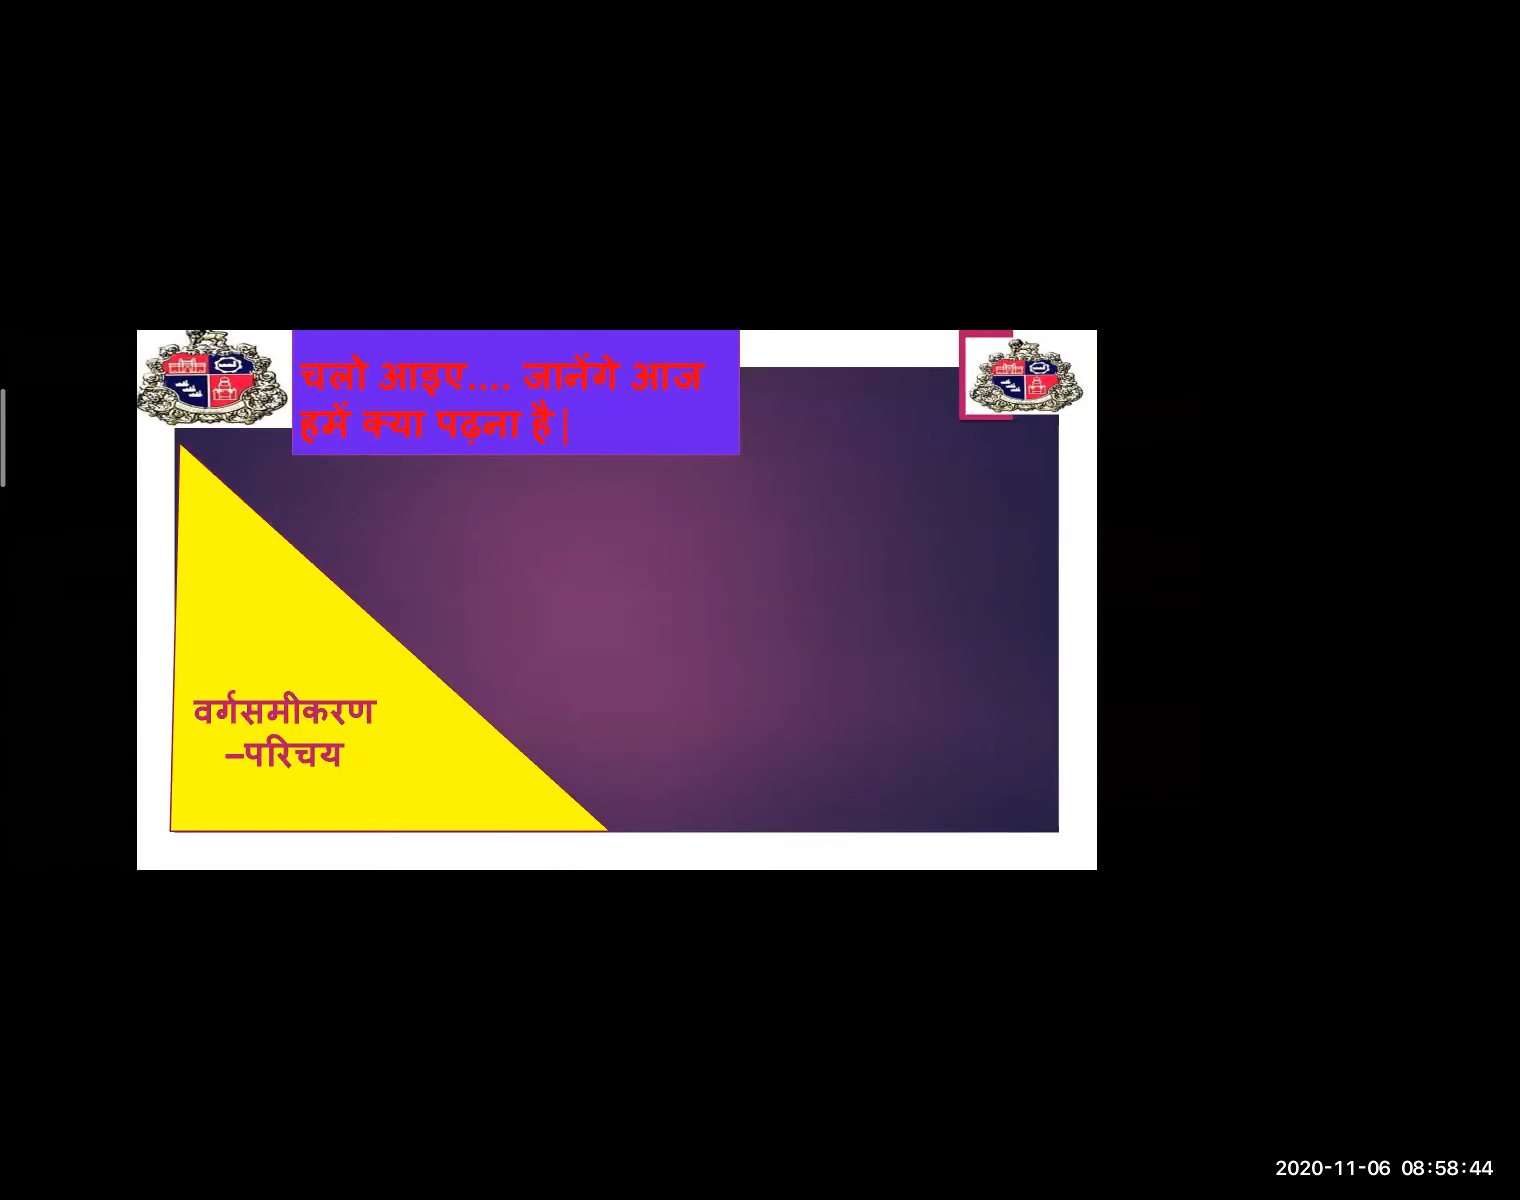 चलो आइए.... जानेंगे आज
हमें क्या पढ़ना है|
वर्गसमीकरण
–परिचय
2020-11-06 08:58:44